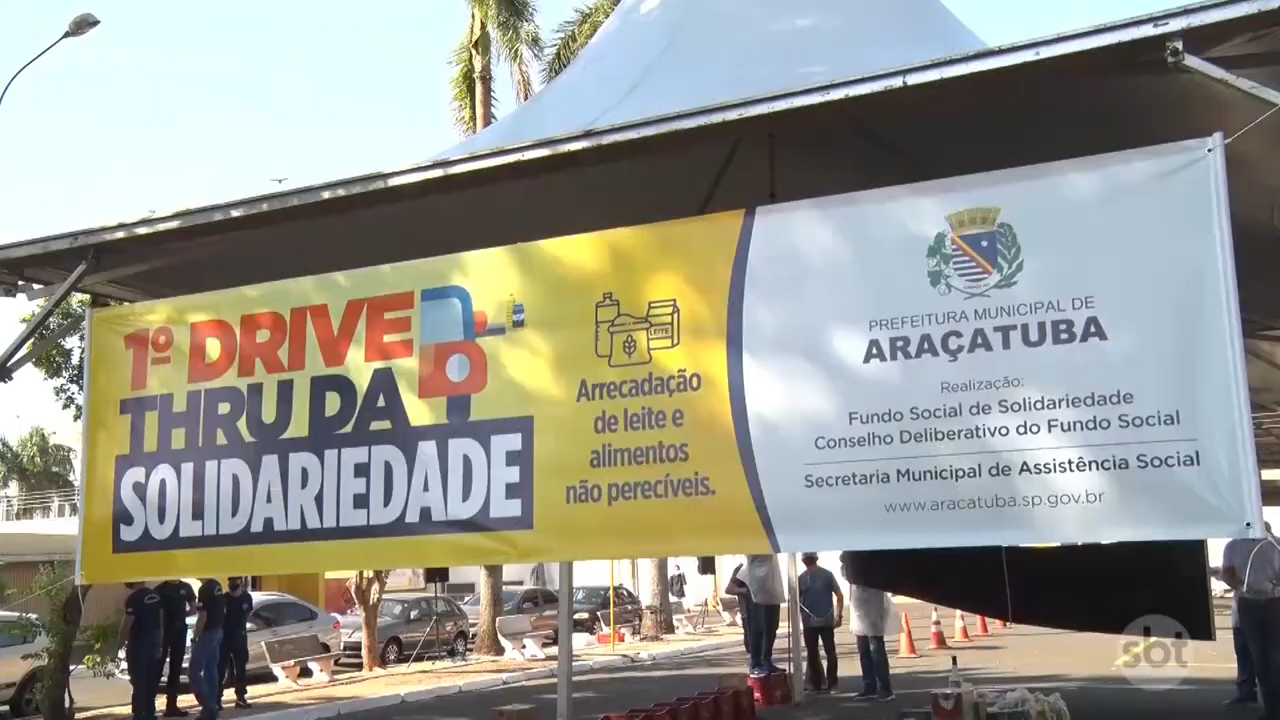 1º DRIVE
THRU DA
SOLIDARIEDADE
LEITE
Arrecadação
de leite e
alimentos
não perecíveis.
PREFEITURA MUNICIPAL DE
ARAÇATUBA
Realização:
Fundo Social de Solidariedade
Conselho Deliberativo do Fundo Social
Secretaria Municipal de Assistência Social
www.aracatuba.sp.gov.br
sbt